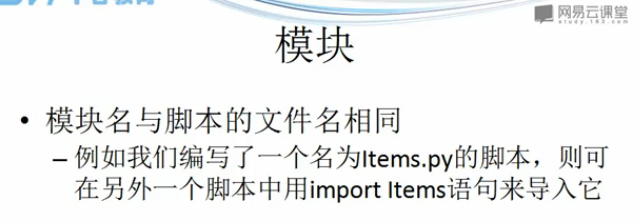 网易云课堂
study.163.com
模块
• 模块名与脚本的文件名相同
– 例如我们编写了一个名为Items.py的脚本，则可
在另外一个脚本中用import Items语句来导入它